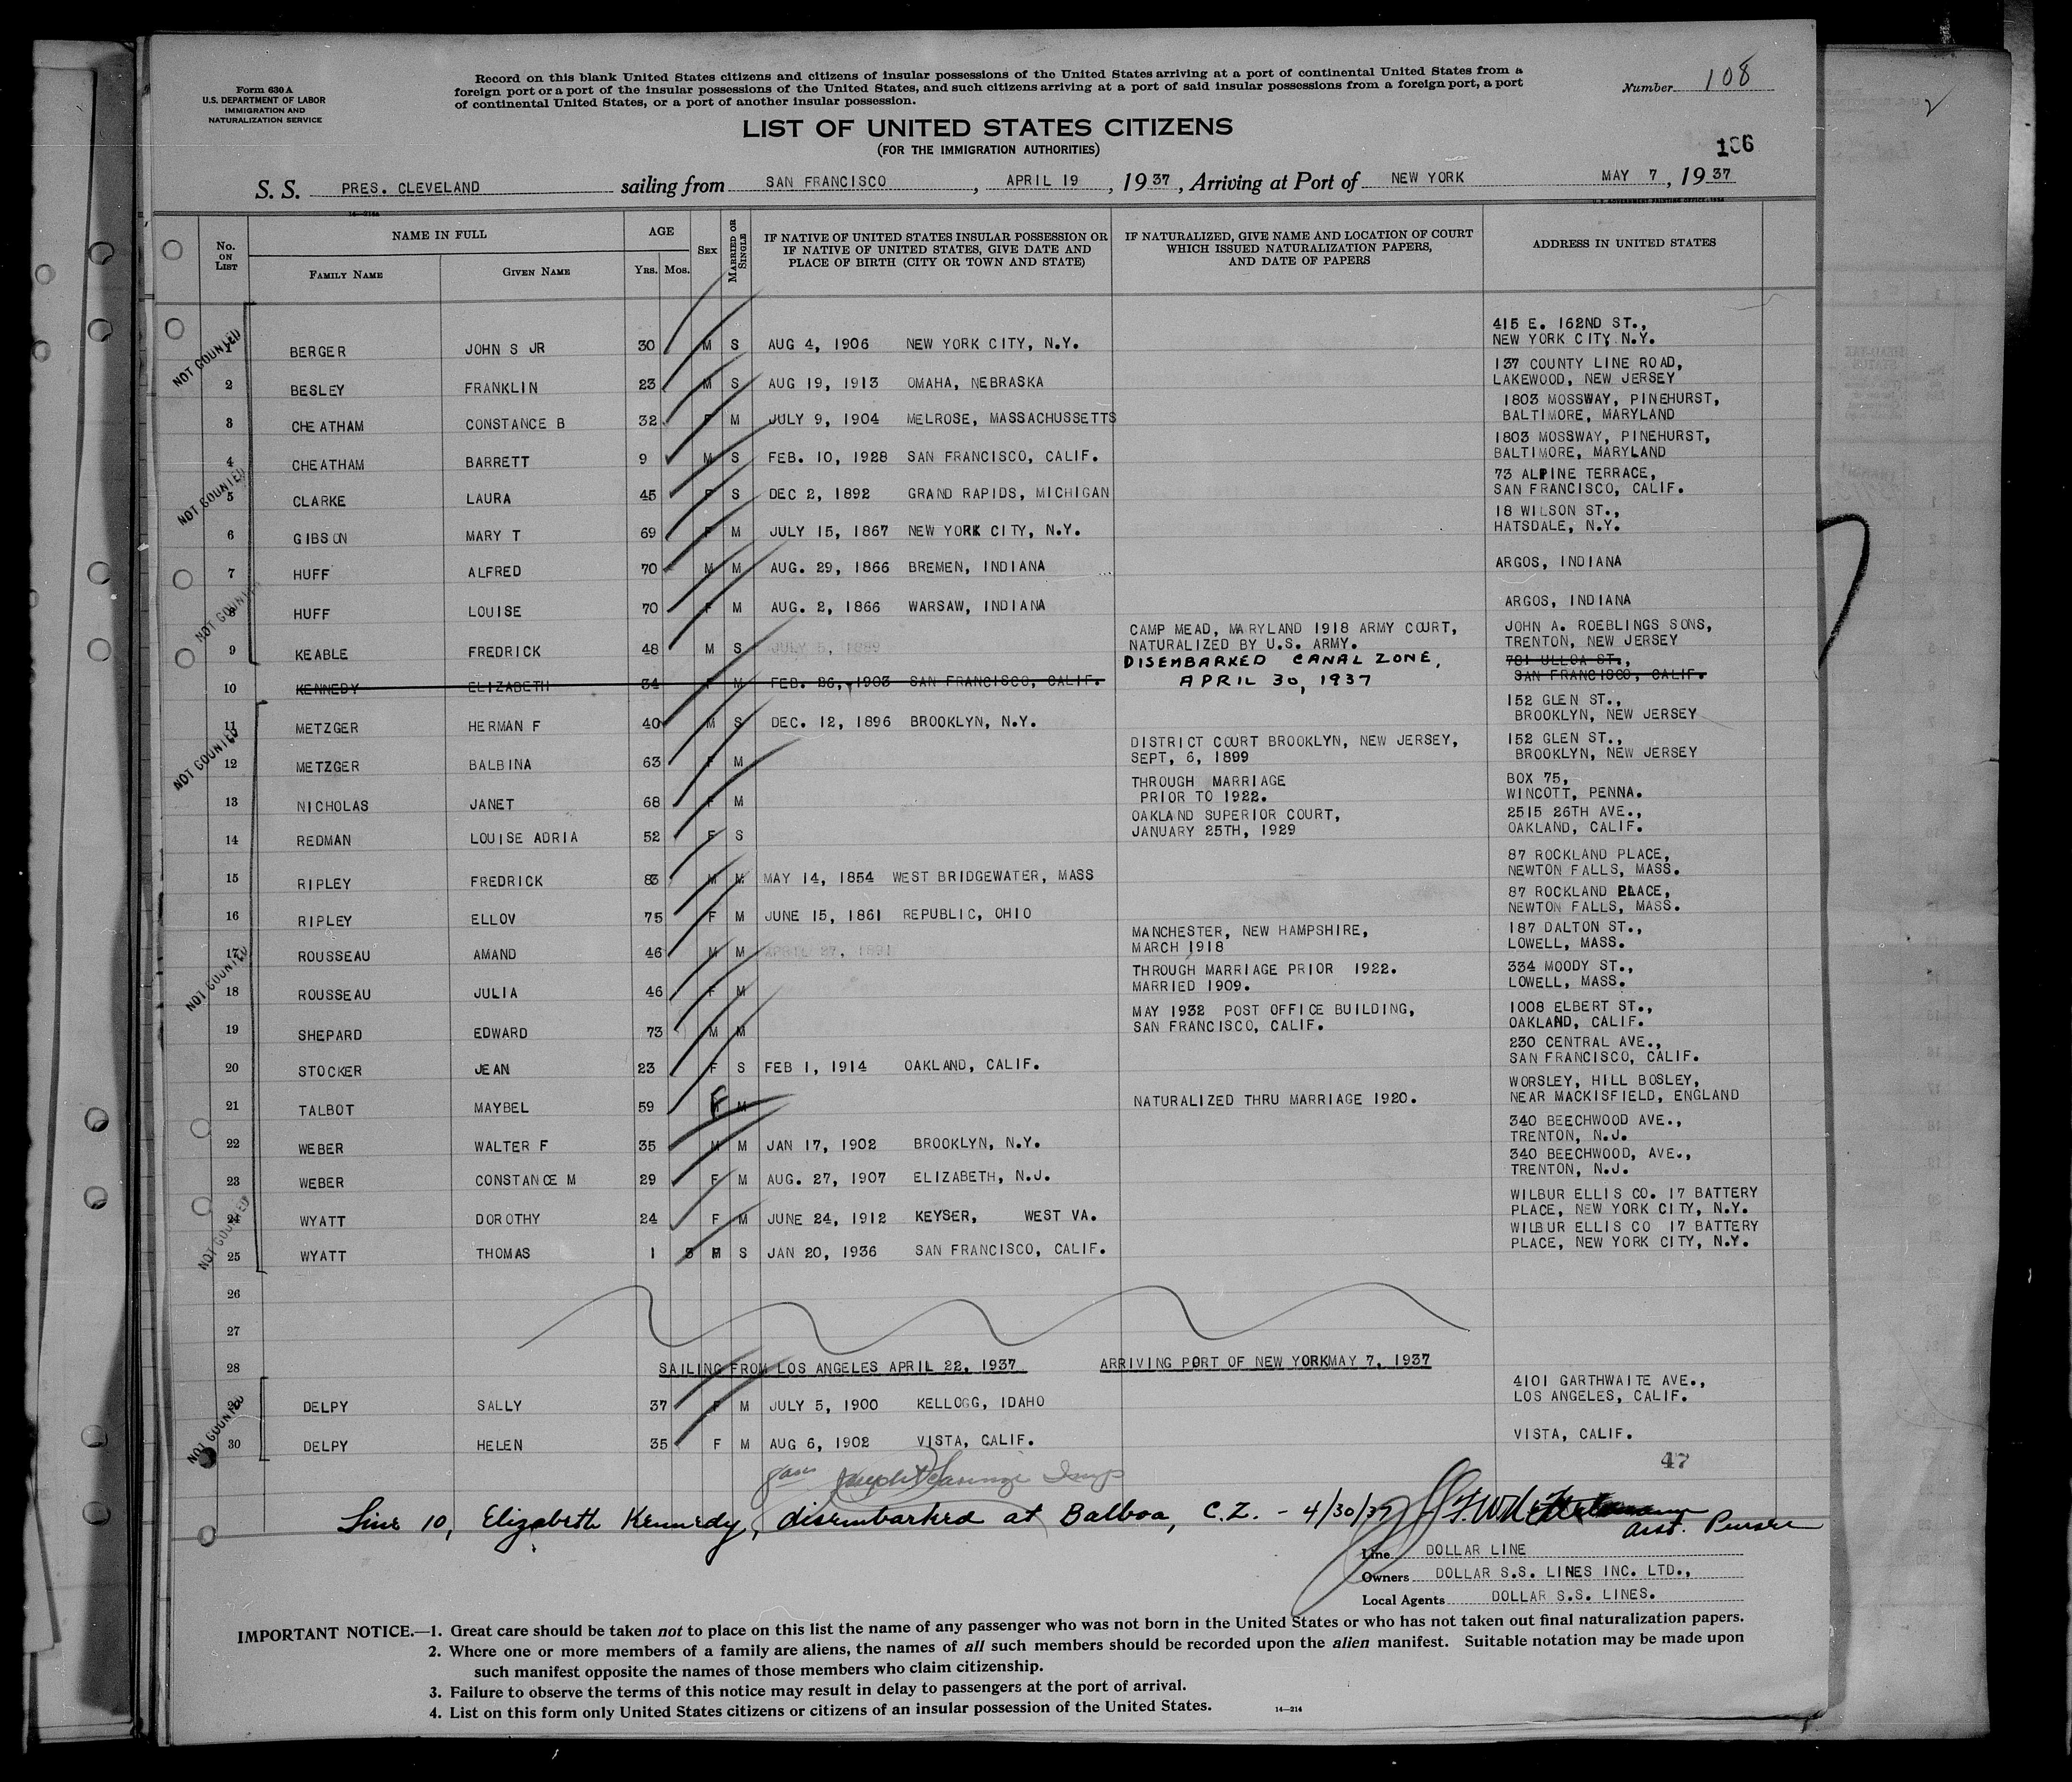 Form 630 A
U.S. DEPARTMENT OF LABOR
IMMIGRATION AND
NATURALIZATION SERVICE
Record on this blank United States citizens and citizens of insular possessions of the United States arriving at a port of continental United States from a
foreign port or a port of the insular possessions of the United States, and such citizens arriving at a port of said insular possessions from a foreign port, a port
of continental United States, or a port of another insular possession.
Number 108
LIST OF UNITED STATES CITIZENS
(FOR THE IMMIGRATION AUTHORITIES)
106
S. S. PRES. CLEVELAND sailing from SAN FRANCISCO, APRIL 19, 1937, Arriving at Port of NEW YORK MAY 7, 1937
No. ON LIST
NAME IN FULL
FAMILY NAME
GIVEN NAME
AGE
YRS. MOS.
SEX
MARRIED OR SINGLE
IF NATIVE OF UNITED STATES INSULAR POSSESSION OR
IF NATIVE OF UNITED STATES, GIVE DATE AND
PLACE OF BIRTH (CITY OR TOWN AND STATE)
IF NATURALIZED, GIVE NAME AND LOCATION OF COURT
WHICH ISSUED NATURALIZATION PAPERS,
AND DATE OF PAPERS
ADDRESS IN UNITED STATES
NOT COUNTED
415 E. 162ND ST.,
1 BERGER JOHN S JR 30 M S AUG 4, 1906 NEW YORK CITY, N.Y. NEW YORK CITY N.Y.
137 COUNTY LINE ROAD,
2 BESLEY FRANKLIN 23 M S AUG 19, 1913 OMAHA, NEBRASKA LAKEWOOD, NEW JERSEY
1803 MOSSWAY, PINEHURST,
3 CHEATHAM CONSTANCE B 32 F M JULY 9, 1904 MELROSE, MASSACHUSSETTS BALTIMORE, MARYLAND
1803 MOSSWAY, PINEHURST,
4 CHEATHAM BARRETT 9 M S FEB. 10, 1928 SAN FRANCISCO, CALIF. BALTIMORE, MARYLAND
NOT COUNTED
73 ALPINE TERRACE,
5 CLARKE LAURA 45 F S DEC 2, 1892 GRAND RAPIDS, MICHIGAN SAN FRANCISCO, CALIF.
18 WILSON ST.,
6 GIBSON MARY T 69 F M JULY 15, 1867 NEW YORK CITY, N.Y. HATSDALE, N.Y.
7 HUFF ALFRED 70 M M AUG. 29, 1866 BREMEN, INDIANA ARGOS, INDIANA
NOT COUNTED
8 HUFF LOUISE 70 F M AUG. 2, 1866 WARSAW, INDIANA ARGOS, INDIANA
CAMP MEAD, MARYLAND 1918 ARMY COURT, JOHN A. ROEBLINGS SONS,
9 KEABLE FREDRICK 48 M S JULY 5, 1889 NATURALIZED BY U.S. ARMY. TRENTON, NEW JERSEY
DISEMBARKED CANAL ZONE, 781 ULLOA ST.,
10 KENNEDY ELIZABETH 34 F M FEB. 26, 1903 SAN FRANCISCO, CALIF. APRIL 30, 1937 SAN FRANCISCO, CALIF.
152 GLEN ST.,
11 METZGER HERMAN F 40 M S DEC. 12, 1896 BROOKLYN, N.Y. BROOKLYN, NEW JERSEY
NOT COUNTED
DISTRICT COURT BROOKLYN, NEW JERSEY, 152 GLEN ST.,
12 METZGER BALBINA 63 F M SEPT, 6, 1899 BROOKLYN, NEW JERSEY
THROUGH MARRIAGE BOX 75,
13 NICHOLAS JANET 68 F M PRIOR TO 1922. WINCOTT, PENNA.
OAKLAND SUPERIOR COURT, 2515 26TH AVE.,
14 REDMAN LOUISE ADRIA 52 F S JANUARY 25TH, 1929 OAKLAND, CALIF.
87 ROCKLAND PLACE,
15 RIPLEY FREDRICK 83 M M MAY 14, 1854 WEST BRIDGEWATER, MASS NEWTON FALLS, MASS.
87 ROCKLAND PLACE,
16 RIPLEY ELLOV 75 F M JUNE 15, 1861 REPUBLIC, OHIO NEWTON FALLS, MASS.
MANCHESTER, NEW HAMPSHIRE, 187 DALTON ST.,
17 ROUSSEAU AMAND 46 M M APRIL 27, 1891 MARCH 1918 LOWELL, MASS.
NOT COUNTED
THROUGH MARRIAGE PRIOR 1922. 334 MOODY ST.,
18 ROUSSEAU JULIA 46 F M MARRIED 1909. LOWELL, MASS.
MAY 1932 POST OFFICE BUILDING, 1008 ELBERT ST.,
19 SHEPARD EDWARD 73 M M SAN FRANCISCO, CALIF. OAKLAND, CALIF.
230 CENTRAL AVE.,
20 STOCKER JEAN 23 F S FEB 1, 1914 OAKLAND, CALIF. SAN FRANCISCO, CALIF.
WORSLEY, HILL BOSLEY,
21 TALBOT MAYBEL 59 F M NATURALIZED THRU MARRIAGE 1920. NEAR MACKISFIELD, ENGLAND
340 BEECHWOOD AVE.,
22 WEBER WALTER F 35 M M JAN 17, 1902 BROOKLYN, N.Y. TRENTON, N.J.
340 BEECHWOOD, AVE.,
23 WEBER CONSTANCE M 29 F M AUG. 27, 1907 ELIZABETH, N.J. TRENTON, N.J.
WILBUR ELLIS CO. 17 BATTERY
24 WYATT DOROTHY 24 F M JUNE 24, 1912 KEYSER, WEST VA. PLACE, NEW YORK CITY, N.Y.
NOT COUNTED
WILBUR ELLIS CO 17 BATTERY
25 WYATT THOMAS 1 3 M S JAN 20, 1936 SAN FRANCISCO, CALIF. PLACE, NEW YORK CITY, N.Y.
26
27
28 SAILING FROM LOS ANGELES APRIL 22, 1937 ARRIVING PORT OF NEW YORK MAY 7, 1937
4101 GARTHWAITE AVE.,
29 DELPY SALLY 37 F M JULY 5, 1900 KELLOGG, IDAHO LOS ANGELES, CALIF.
NOT COUNTED
30 DELPY HELEN 35 F M AUG 6, 1902 VISTA, CALIF. VISTA, CALIF.
47
Line 10, Elizabeth Kennedy, disembarked at Balboa, C.Z. - 4/30/37
Asst. Purser
Line DOLLAR LINE
Owners DOLLAR S.S. LINES INC. LTD.,
Local Agents DOLLAR S.S. LINES.
IMPORTANT NOTICE.—1. Great care should be taken not to place on this list the name of any passenger who was not born in the United States or who has not taken out final naturalization papers.
2. Where one or more members of a family are aliens, the names of all such members should be recorded upon the alien manifest. Suitable notation may be made upon
such manifest opposite the names of those members who claim citizenship.
3. Failure to observe the terms of this notice may result in delay to passengers at the port of arrival.
4. List on this form only United States citizens or citizens of an insular possession of the United States.
14—214